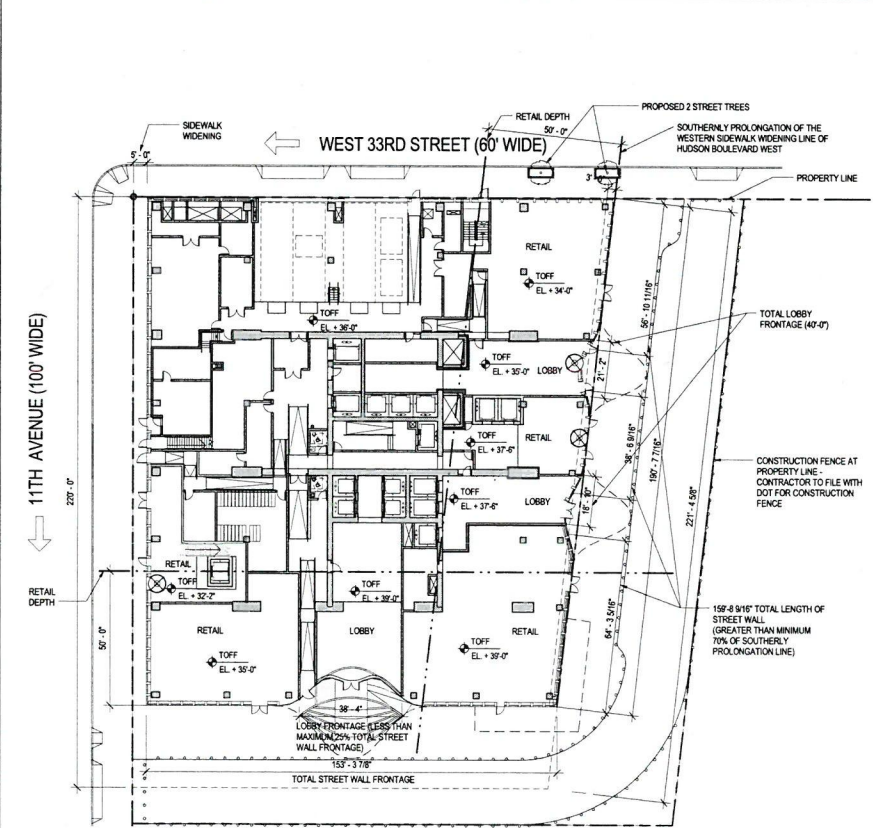 PROPOSED 2 STREET TREES
RETAIL DEPTH
50' - 0"
SIDEWALK
WIDENING
SOUTHERNLY PROLONGATION OF THE
WESTERN SIDEWALK WIDENING LINE OF
HUDSON BOULEVARD WEST
WEST 33RD STREET (60' WIDE)
5' - 0"
3'
PROPERTY LINE
RETAIL
TOFF
EL. + 34'-0"
TOFF
EL. + 36'-0"
56' - 10 11/16"
TOTAL LOBBY
FRONTAGE (40'-0")
11TH AVENUE (100' WIDE)
TOFF
EL. + 35'-0"
LOBBY
21' - 2"
TOFF
EL. + 37'-6"
RETAIL
38' - 6 9/16"
190' - 7 7/16"
221' - 4 5/8"
CONSTRUCTION FENCE AT
PROPERTY LINE -
CONTRACTOR TO FILE WITH
DOT FOR CONSTRUCTION
FENCE
220' - 0"
TOFF
EL. + 37'-6"
LOBBY
18' - 10"
RETAIL
TOFF
EL. + 32'-2"
TOFF
EL. + 39'-0"
RETAIL
DEPTH
50' - 0"
RETAIL
LOBBY
RETAIL
TOFF
EL. + 35'-0"
TOFF
EL. + 39'-0"
64' - 3 5/16"
159'-8 9/16" TOTAL LENGTH OF
STREET WALL
(GREATER THAN MINIMUM
70% OF SOUTHERLY
PROLONGATION LINE)
38' - 4"
LOBBY FRONTAGE (LESS THAN
MAXIMUM 25% TOTAL STREET
WALL FRONTAGE)
153' - 3 7/8"
TOTAL STREET WALL FRONTAGE